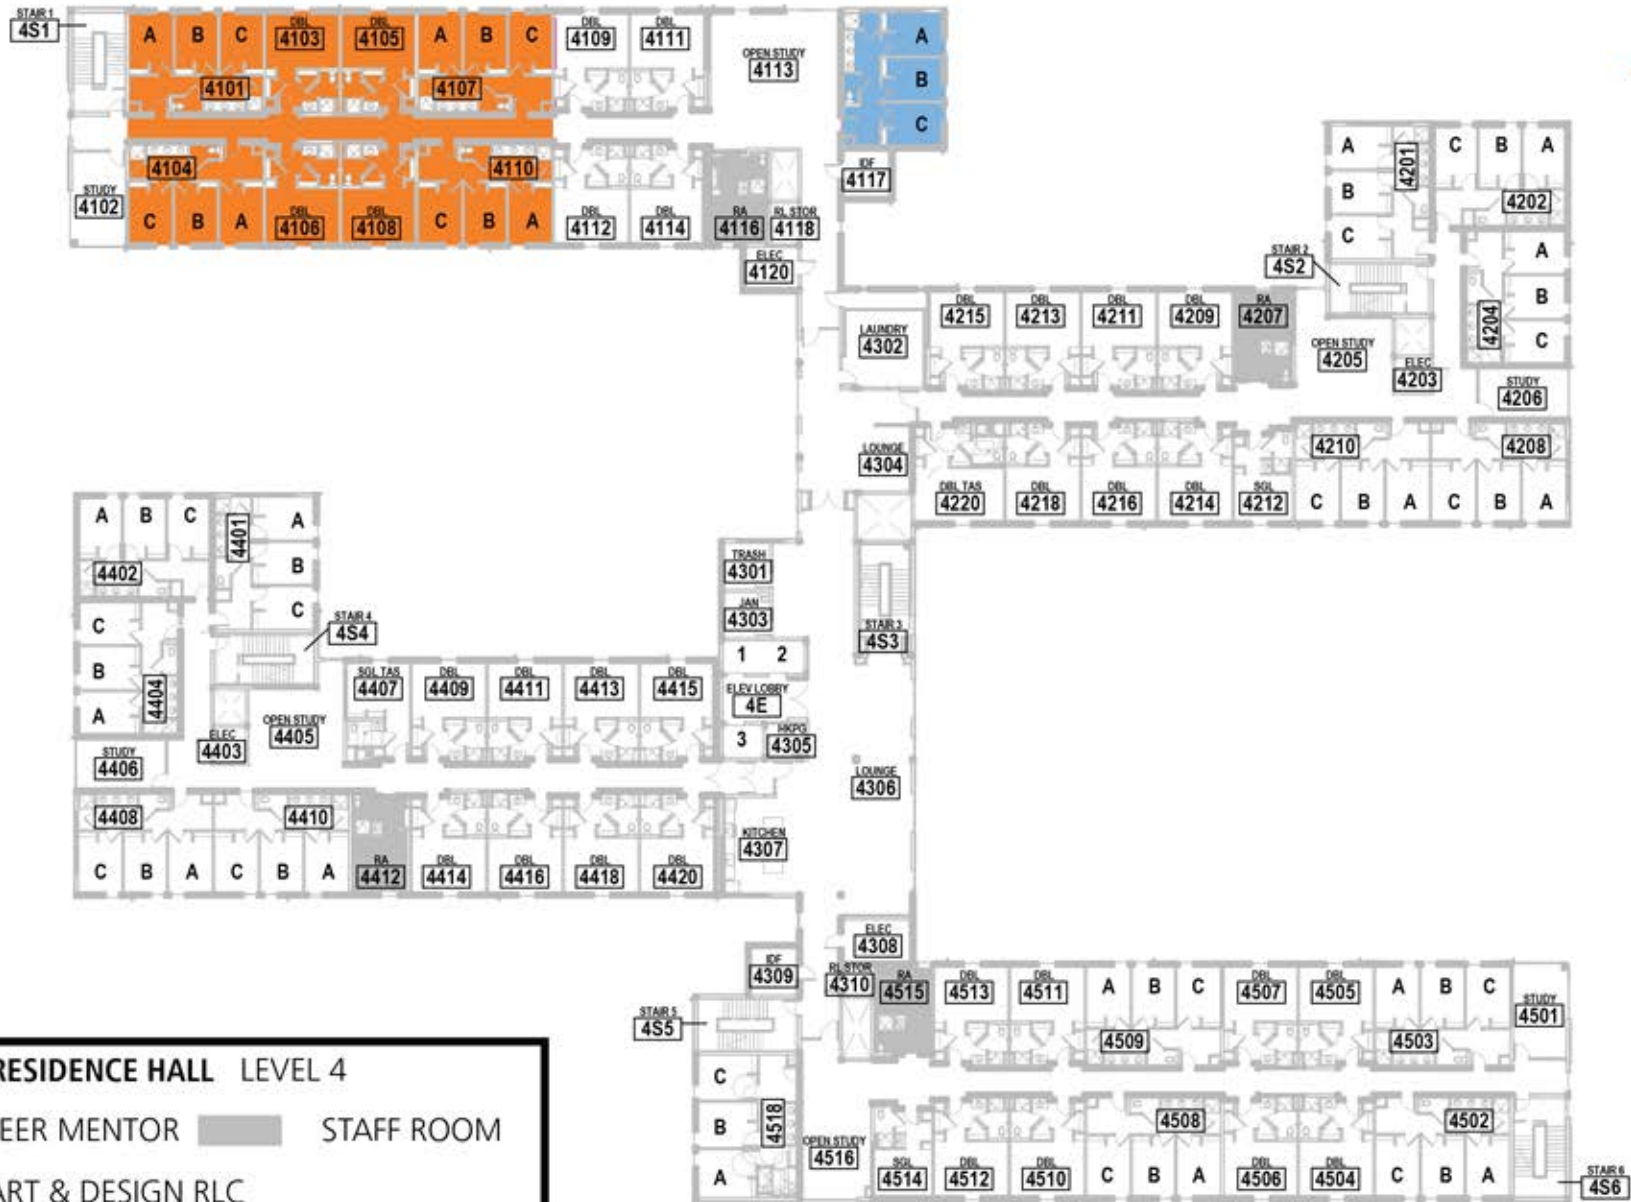 STAIR 1
4S1
A B C
DBL
4103
DBL
4105
A B C
DBL
4109
DBL
4111
OPEN STUDY
4113
A
B
C
4101
4107
4104
4110
STUDY
4102
C B A
DBL
4106
DBL
4108
C B A
DBL
4112
DBL
4114
RA
4116
RL STOR
4118
IDF
4117
ELEC
4120
A
B
C
4201
C B A
4202
STAIR 2
4S2
A
B
C
4204
LAUNDRY
4302
DBL
4215
DBL
4213
DBL
4211
DBL
4209
RA
4207
OPEN STUDY
4205
ELEC
4203
STUDY
4206
LOUNGE
4304
DBL TAS
4220
DBL
4218
DBL
4216
DBL
4214
SGL
4212
4210
4208
C B A C B A
A B C
4402
4401
A
B
C
C
B
A
4404
STAIR 4
4S4
TRASH
4301
JAN
4303
1 2
STAIR 3
4S3
ELEV LOBBY
4E
3
HKPG
4305
SGL TAS
4407
DBL
4409
DBL
4411
DBL
4413
DBL
4415
OPEN STUDY
4405
ELEC
4403
STUDY
4406
LOUNGE
4306
4408
4410
C B A C B A
RA
4412
DBL
4414
DBL
4416
DBL
4418
DBL
4420
KITCHEN
4307
ELEC
4308
IDF
4309
RL STOR
4310
RA
4515
DBL
4513
DBL
4511
A B C
4509
DBL
4507
DBL
4505
A B C
4503
STUDY
4501
STAIR 5
4S5
C
B
A
4518
OPEN STUDY
4516
SGL
4514
DBL
4512
DBL
4510
4508
C B A
DBL
4506
DBL
4504
4502
C B A
STAIR 6
4S6
RESIDENCE HALL LEVEL 4
EER MENTOR STAFF ROOM
ART & DESIGN RLC